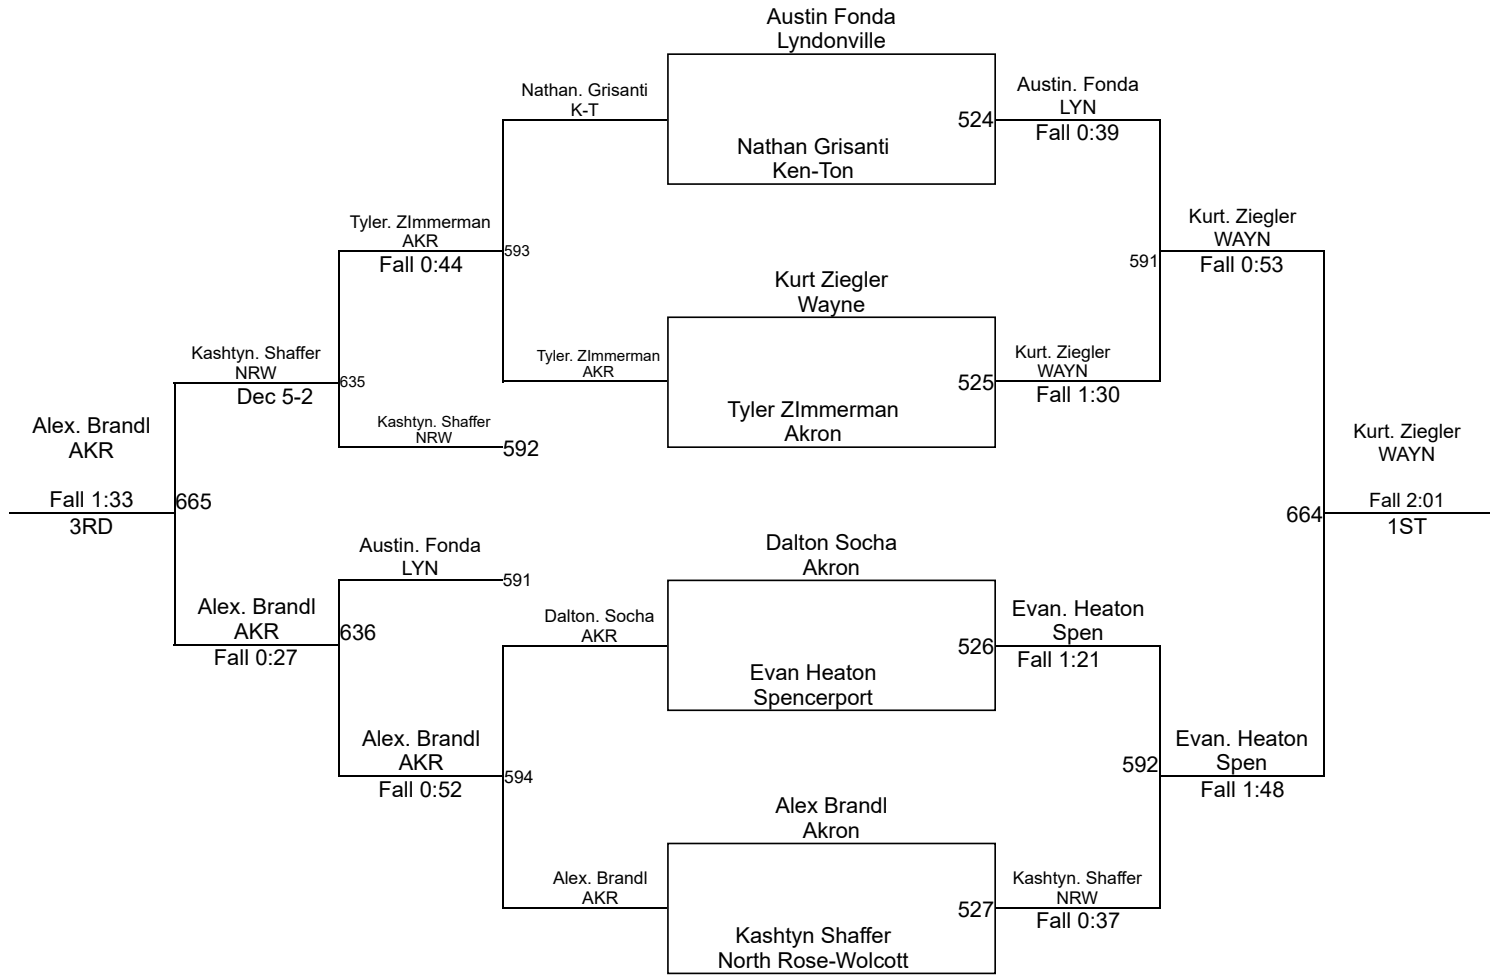 Austin Fonda
Lyndonville
Nathan. Grisanti
K-T
524
Austin. Fonda
LYN
Fall 0:39
Nathan Grisanti
Ken-Ton
Tyler. ZImmerman
AKR
Fall 0:44
593
Kurt. Ziegler
WAYN
Fall 0:53
591
Kurt Ziegler
Wayne
Kashtyn. Shaffer
NRW
Dec 5-2
635
Tyler. ZImmerman
AKR
525
Kurt. Ziegler
WAYN
Fall 1:30
Tyler ZImmerman
Akron
Kashtyn. Shaffer
NRW
592
Alex. Brandl
AKR
Fall 1:33
3RD
665
Kurt. Ziegler
WAYN
Fall 2:01
1ST
664
Austin. Fonda
LYN
591
Dalton Socha
Akron
Alex. Brandl
AKR
Fall 0:27
636
Dalton. Socha
AKR
526
Evan. Heaton
Spen
Fall 1:21
Evan Heaton
Spencerport
Alex. Brandl
AKR
Fall 0:52
594
592
Evan. Heaton
Spen
Fall 1:48
Alex Brandl
Akron
Alex. Brandl
AKR
527
Kashtyn. Shaffer
NRW
Fall 0:37
Kashtyn Shaffer
North Rose-Wolcott